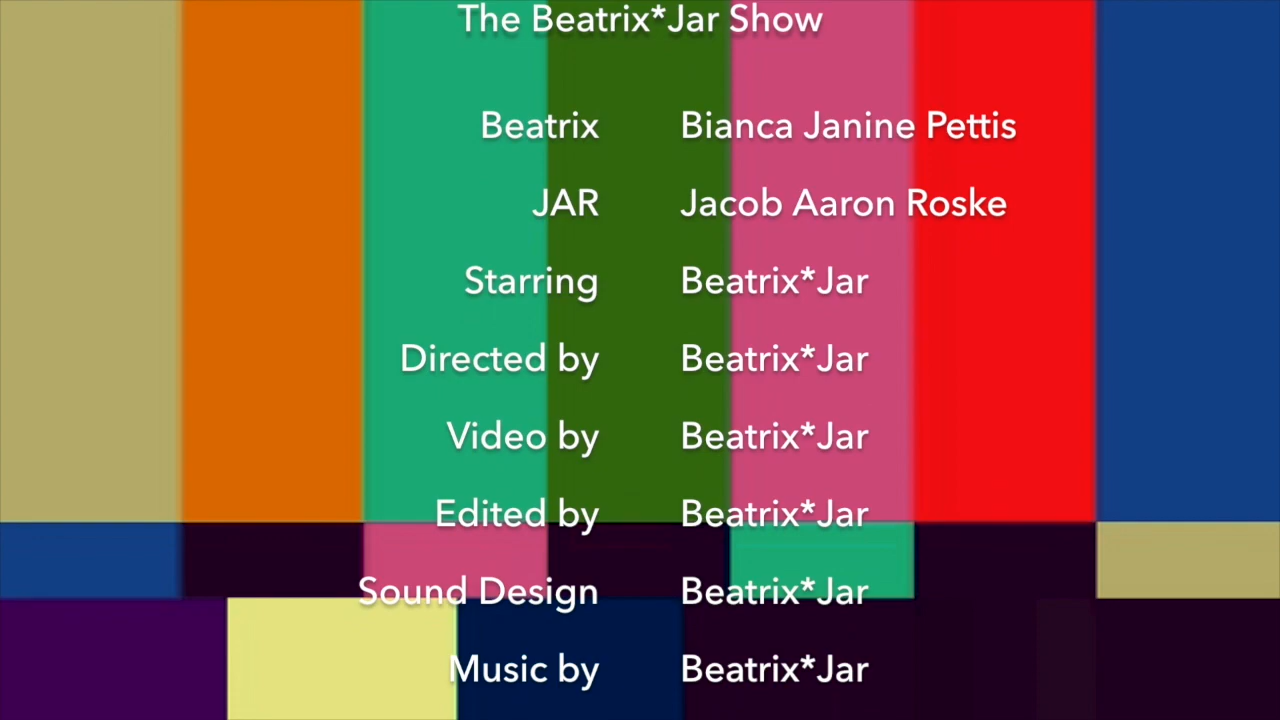 The Beatrix*Jar Show
Beatrix Bianca Janine Pettis
JAR Jacob Aaron Roske
Starring Beatrix*Jar
Directed by Beatrix*Jar
Video by Beatrix*Jar
Edited by Beatrix*Jar
Sound Design Beatrix*Jar
Music by Beatrix*Jar